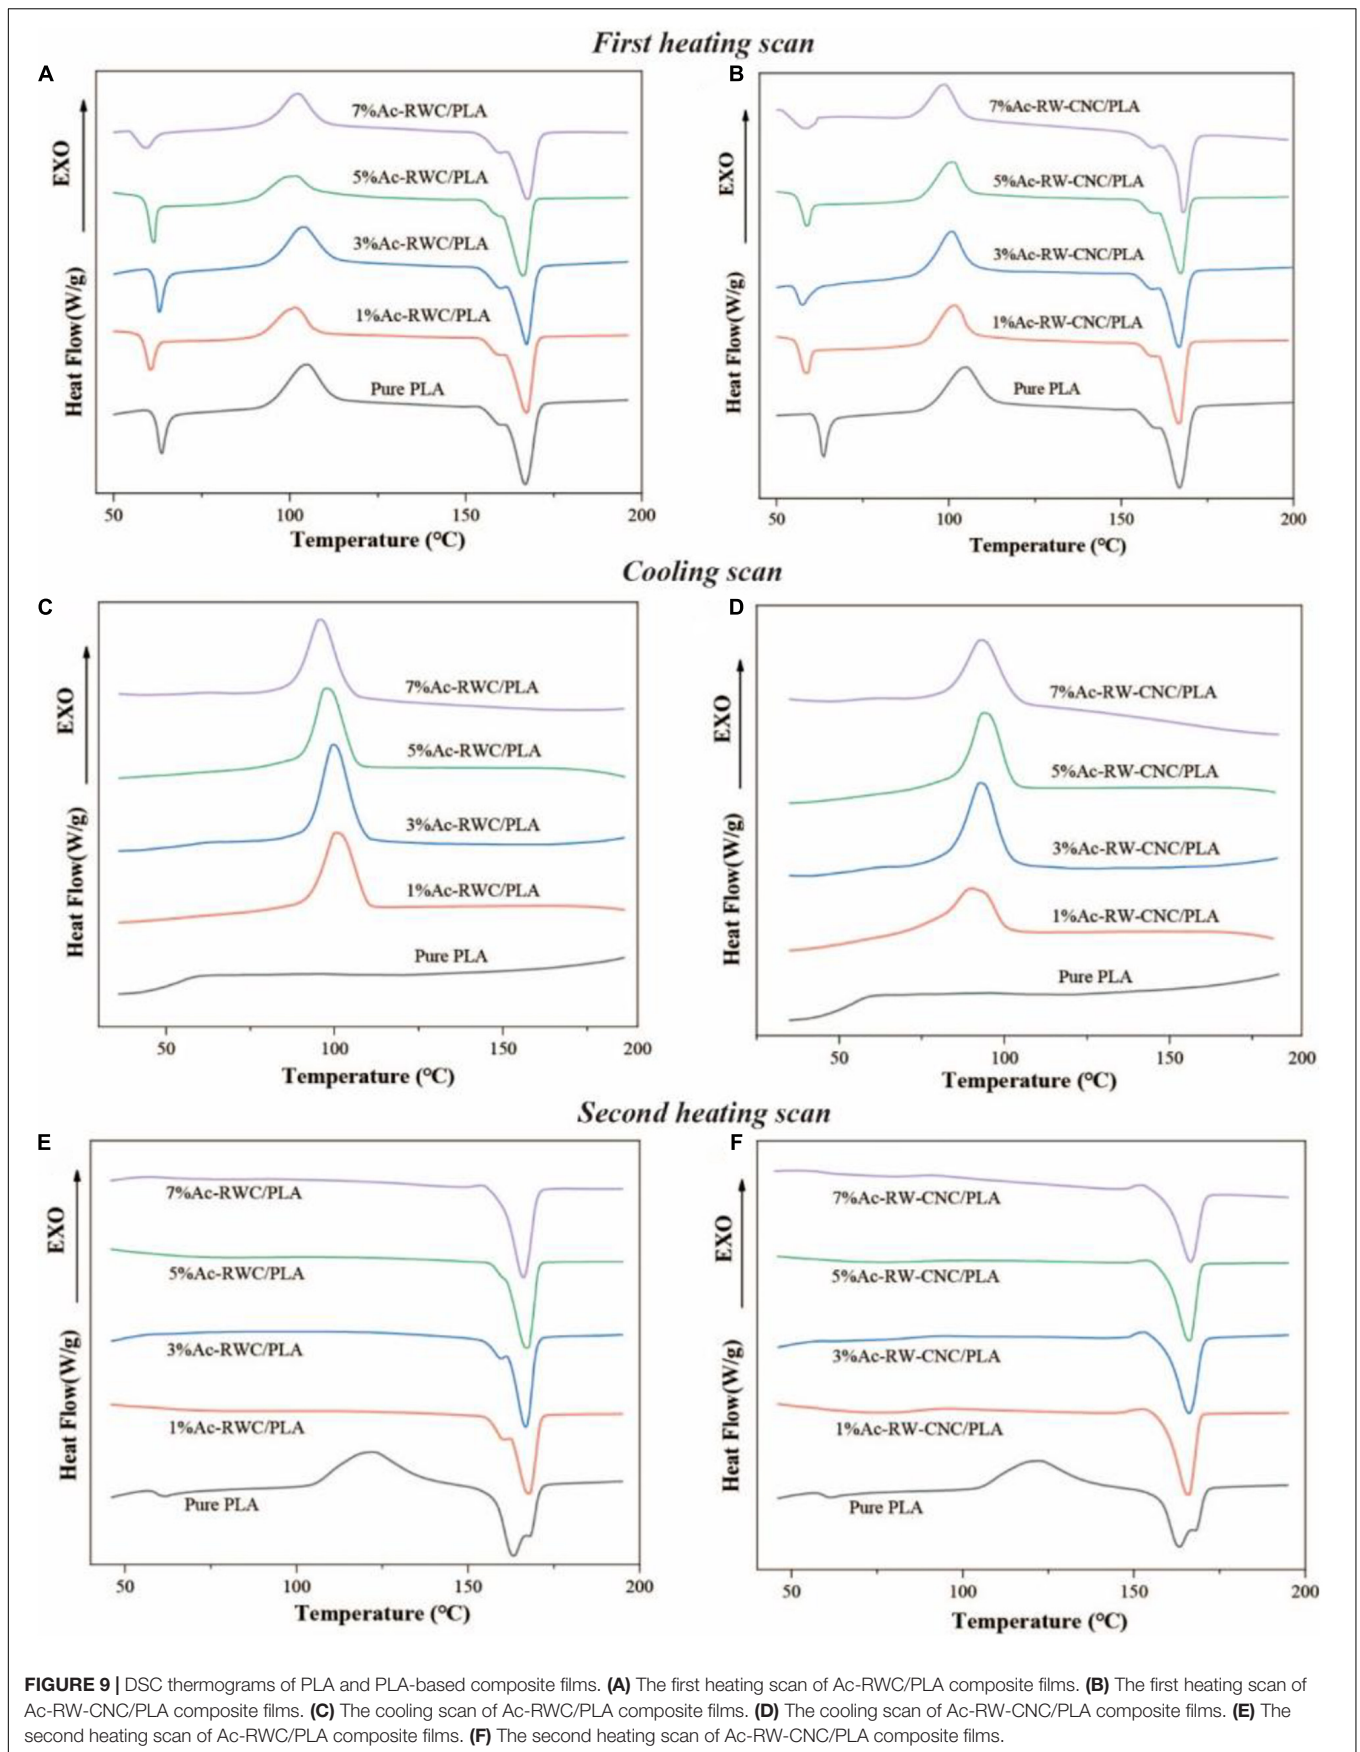 First heating scan
A
B
7%Ac-RWC/PLA
5%Ac-RWC/PLA
3%Ac-RWC/PLA
1%Ac-RWC/PLA
Pure PLA
EXO
Heat Flow(W/g)
50 100 150 200
Temperature (°C)
7%Ac-RW-CNC/PLA
5%Ac-RW-CNC/PLA
3%Ac-RW-CNC/PLA
1%Ac-RW-CNC/PLA
Pure PLA
EXO
Heat Flow(W/g)
50 100 150 200
Temperature (°C)
Cooling scan
C
D
7%Ac-RWC/PLA
5%Ac-RWC/PLA
3%Ac-RWC/PLA
1%Ac-RWC/PLA
Pure PLA
EXO
Heat Flow(W/g)
50 100 150 200
Temperature (°C)
7%Ac-RW-CNC/PLA
5%Ac-RW-CNC/PLA
3%Ac-RW-CNC/PLA
1%Ac-RW-CNC/PLA
Pure PLA
EXO
Heat Flow(W/g)
50 100 150 200
Temperature (°C)
Second heating scan
E
F
7%Ac-RWC/PLA
5%Ac-RWC/PLA
3%Ac-RWC/PLA
1%Ac-RWC/PLA
Pure PLA
EXO
Heat Flow(W/g)
50 100 150 200
Temperature (°C)
7%Ac-RW-CNC/PLA
5%Ac-RW-CNC/PLA
3%Ac-RW-CNC/PLA
1%Ac-RW-CNC/PLA
Pure PLA
EXO
Heat Flow(W/g)
50 100 150 200
Temperature (°C)
FIGURE 9 | DSC thermograms of PLA and PLA-based composite films. (A) The first heating scan of Ac-RWC/PLA composite films. (B) The first heating scan of
Ac-RW-CNC/PLA composite films. (C) The cooling scan of Ac-RWC/PLA composite films. (D) The cooling scan of Ac-RW-CNC/PLA composite films. (E) The
second heating scan of Ac-RWC/PLA composite films. (F) The second heating scan of Ac-RW-CNC/PLA composite films.